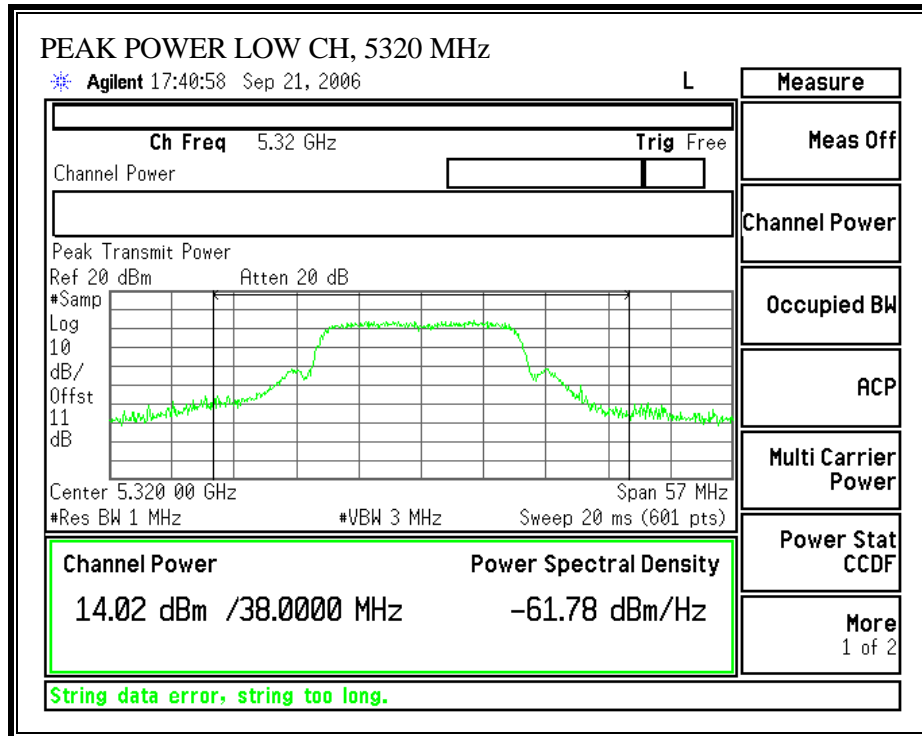 PEAK POWER LOW CH, 5320 MHz
Agilent 17:40:58 Sep 21, 2006 L
Measure
Ch Freq 5.32 GHz Trig Free
Meas Off
Channel Power
Channel Power
Peak Transmit Power
Ref 20 dBm Atten 20 dB
#Samp
Log
10
dB/
Offst
11
dB
Occupied BW
ACP
Multi Carrier
Power
Center 5.320 00 GHz Span 57 MHz
#Res BW 1 MHz #VBW 3 MHz Sweep 20 ms (601 pts)
Power Stat
CCDF
Channel Power Power Spectral Density
14.02 dBm /38.0000 MHz -61.78 dBm/Hz
More
1 of 2
String data error, string too long.